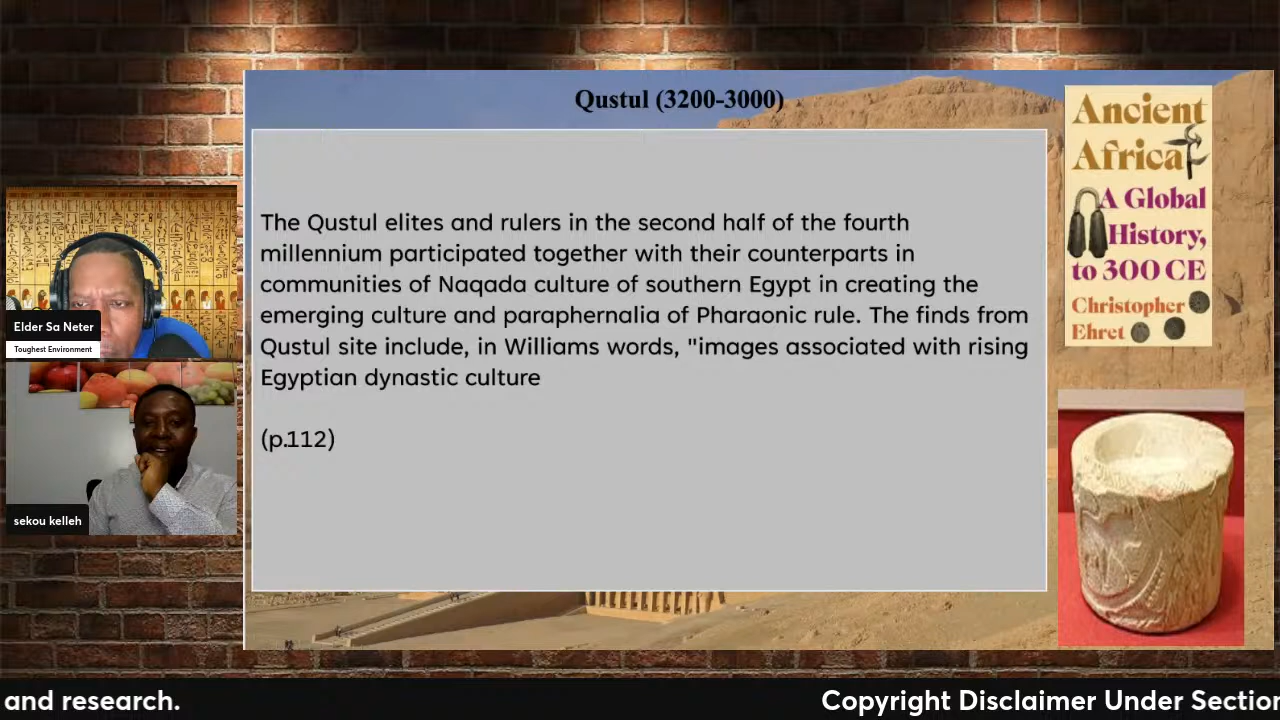 Qustul (3200-3000)
The Qustul elites and rulers in the second half of the fourth
millennium participated together with their counterparts in
communities of Naqada culture of southern Egypt in creating the
emerging culture and paraphernalia of Pharaonic rule. The finds from
Qustul site include, in Williams words, "images associated with rising
Egyptian dynastic culture
(p.112)
Ancient
Africa
A Global
History,
to 300 CE
Christopher
Ehret
Elder Sa Neter
Toughest Environment
sekou kelleh
and research.
Copyright Disclaimer Under Section